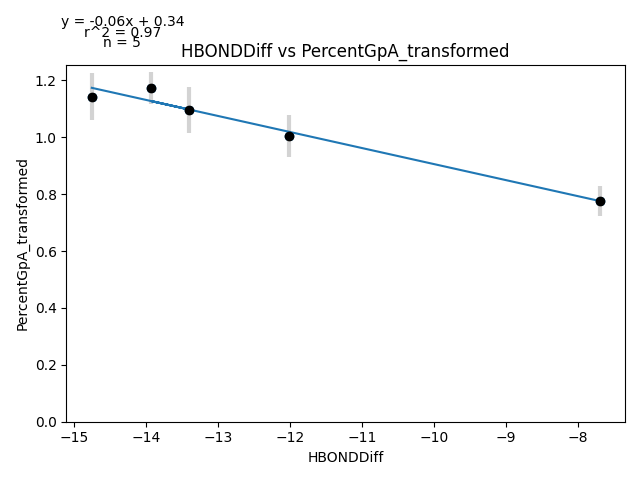 y = -0.06x + 0.34
r^2 = 0.97
n = 5
HBONDDiff vs PercentGpA_transformed
PercentGpA_transformed
1.2
1.0
0.8
0.6
0.4
0.2
0.0
−15
−14
−13
−12
−11
−10
−9
−8
HBONDDiff